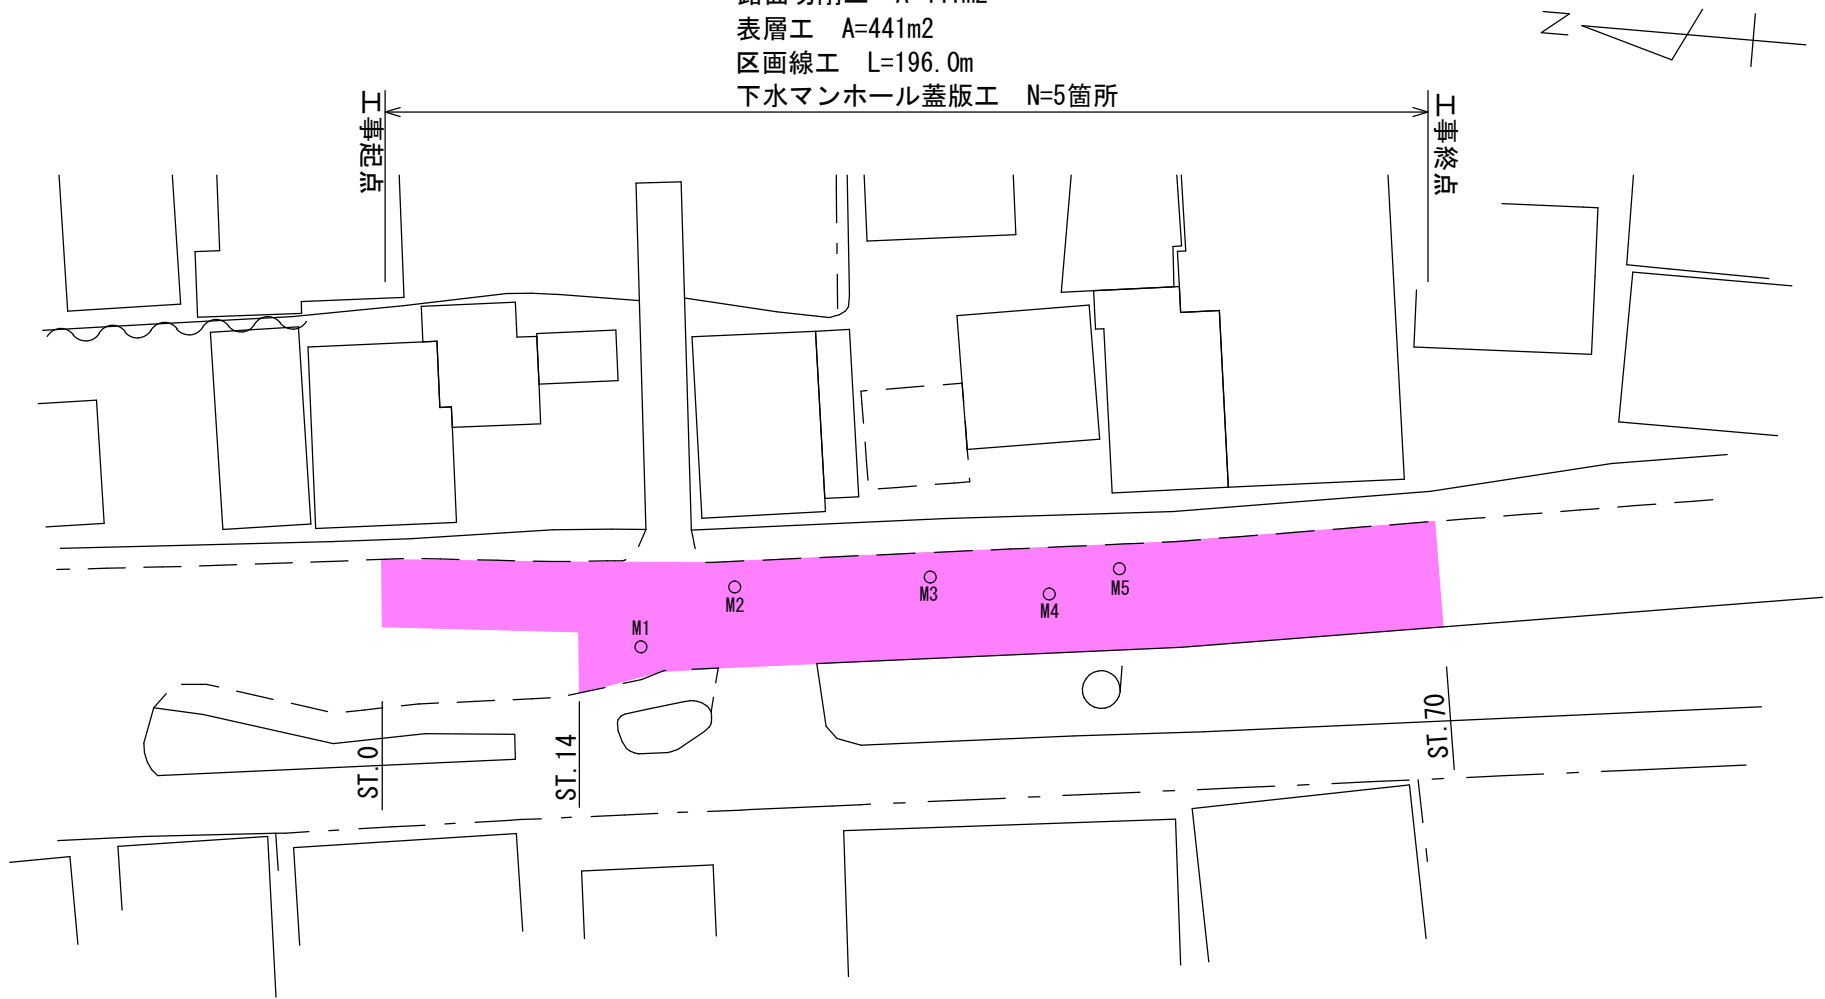 表層工 A=441m2
区画線工 L=196.0m
下水マンホール蓋版工 N=5箇所
工事起点
工事終点
N
M1
M2
M3
M4
M5
ST.0
ST.14
ST.70